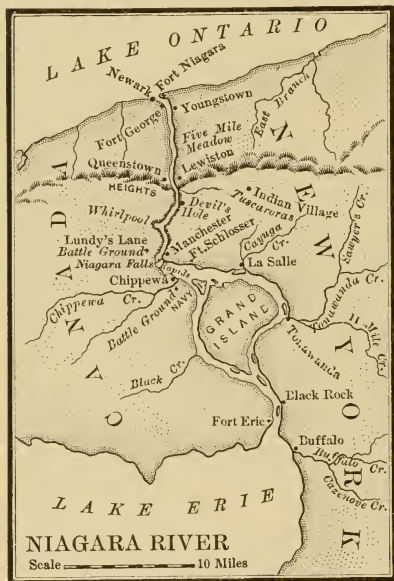 LAKE ONTARIO
Fort Niagara
Newark
Youngstown
East Branch
Fort George
Five Mile
Meadow
Queenstown
Lewiston
HEIGHTS
Devil's
Hole
Indian Village
Tuscaroras
Whirlpool
Sawyer's Cr.
Lundy's Lane
Battle Ground
Manchester
Ft. Schlosser
Cayuga
Cr.
Niagara Falls
Rapids
La Salle
Chippewa
Chippewa Cr.
NAVY
Battle Ground
GRAND
ISLAND
Tonawanda Cr.
11 Mile Cr.
Tonawanda
Black Cr.
Black Rock
Fort Eric
Buffalo
Buffalo Cr.
Cazenove Cr.
CANADA
NEW YORK
LAKE ERIE
NIAGARA RIVER
Scale 10 Miles